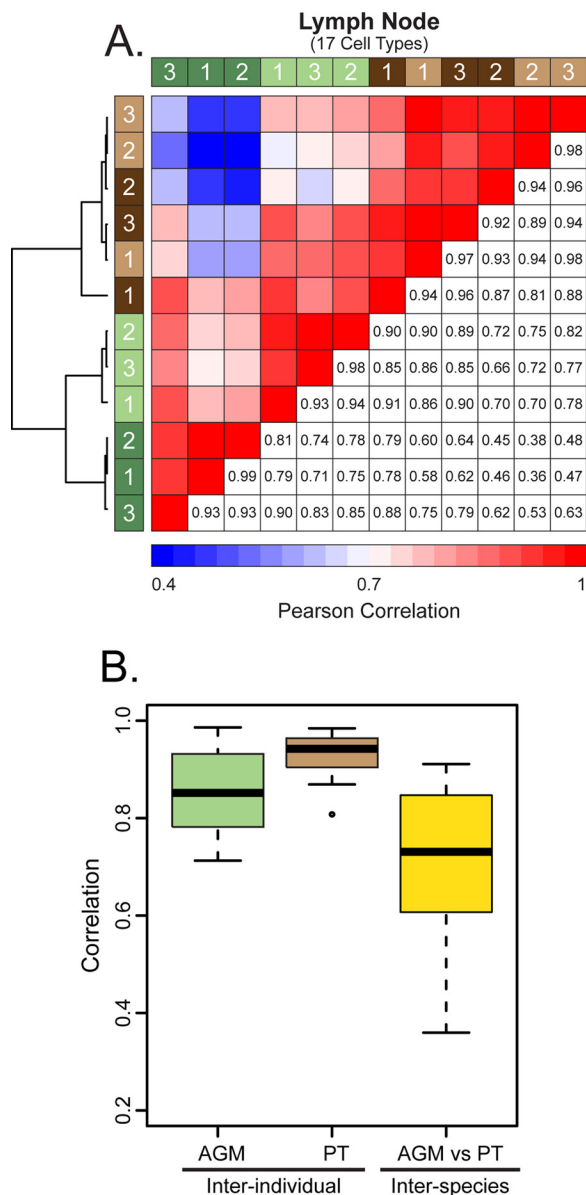 A.
Lymph Node
(17 Cell Types)
3 1 2 1 3 2 1 1 3 2 2 3
3
2 0.98
2 0.94 0.96
3 0.92 0.89 0.94
1 0.97 0.93 0.94 0.98
1 0.94 0.96 0.87 0.81 0.88
2 0.90 0.90 0.89 0.72 0.75 0.82
3 0.98 0.85 0.86 0.85 0.66 0.72 0.77
1 0.93 0.94 0.91 0.86 0.90 0.70 0.70 0.78
2 0.81 0.74 0.78 0.79 0.60 0.64 0.45 0.38 0.48
1 0.99 0.79 0.71 0.75 0.78 0.58 0.62 0.46 0.36 0.47
3 0.93 0.93 0.90 0.83 0.85 0.88 0.75 0.79 0.62 0.53 0.63
0.4 0.7 1
Pearson Correlation
B.
Correlation
1.0
0.8
0.6
0.4
0.2
AGM PT AGM vs PT
Inter-individual Inter-species